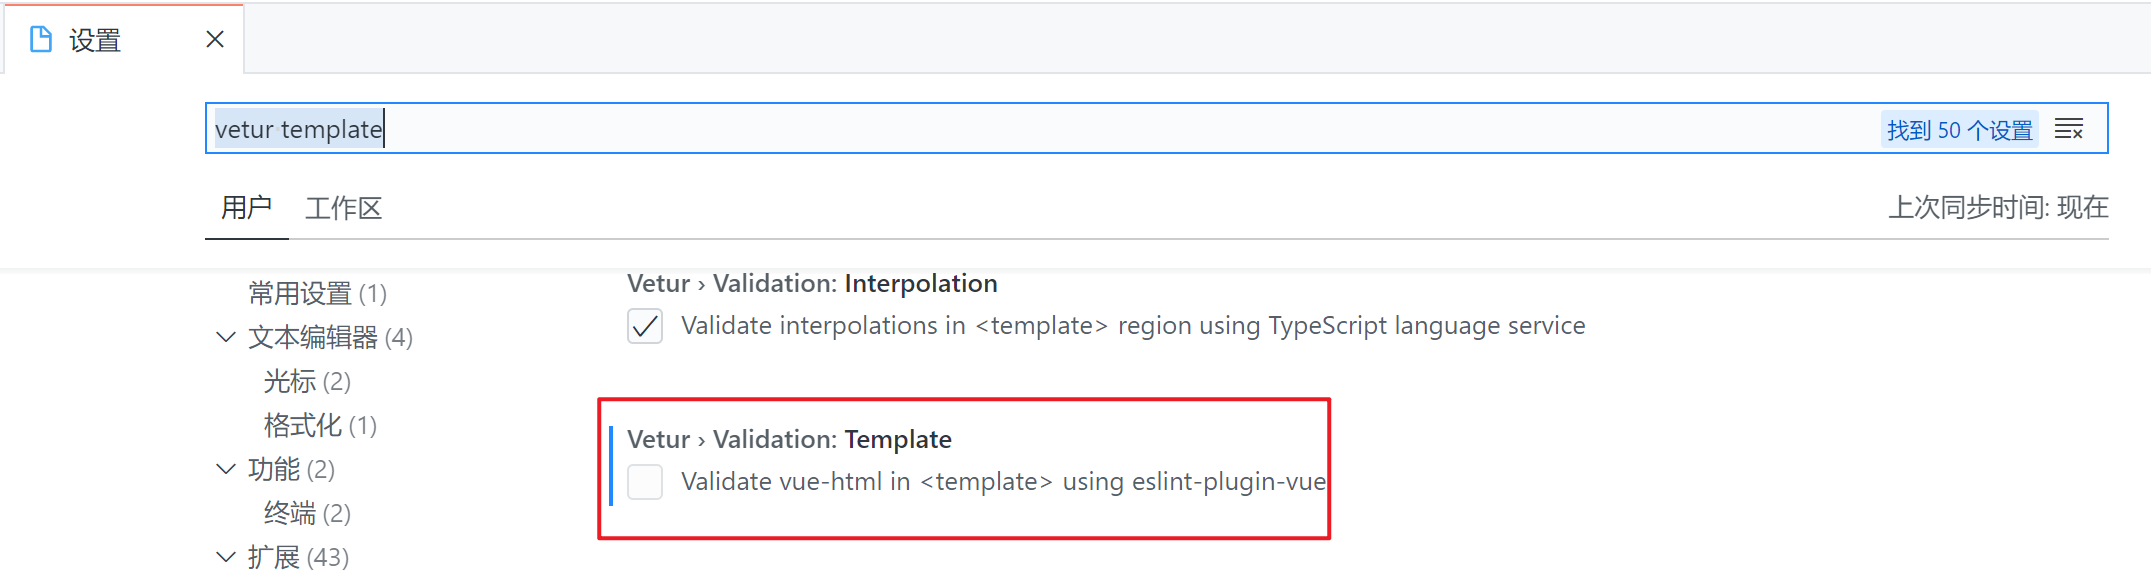 设置
vetur template
找到 50 个设置
用户 工作区
上次同步时间: 现在
常用设置 (1)
文本编辑器 (4)
光标 (2)
格式化 (1)
功能 (2)
终端 (2)
扩展 (43)
Vetur › Validation: Interpolation
Validate interpolations in <template> region using TypeScript language service
Vetur › Validation: Template
Validate vue-html in <template> using eslint-plugin-vue